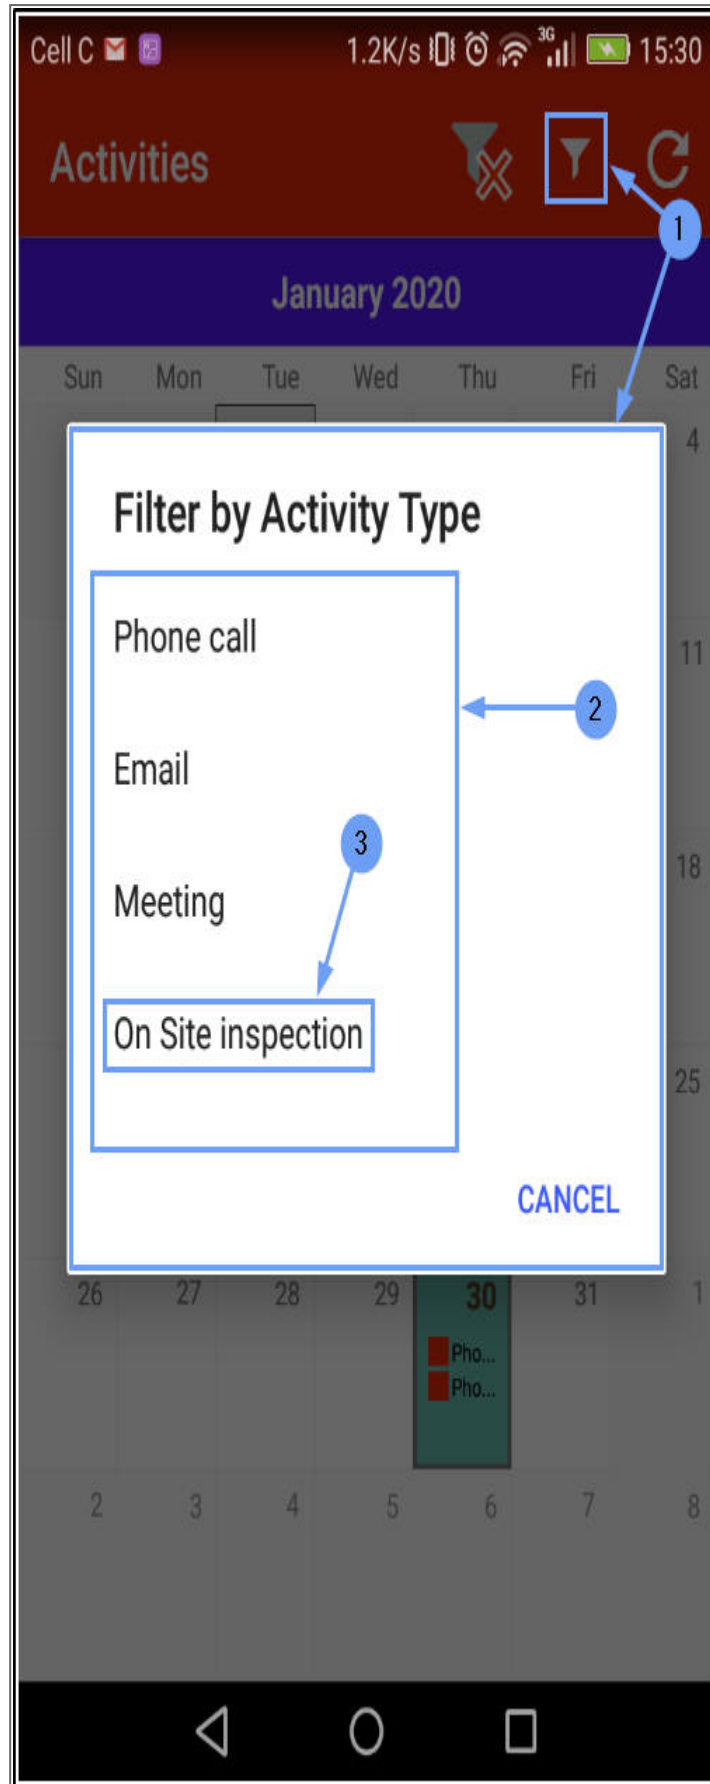 Cell C 1.2K/s 3G 15:30
Activities
1
January 2020
Sun Mon Tue Wed Thu Fri Sat
4
Filter by Activity Type
Phone call
11
2
Email
3
18
Meeting
On Site inspection
25
CANCEL
26 27 28 29 30 31 1
Pho...
Pho...
2 3 4 5 6 7 8